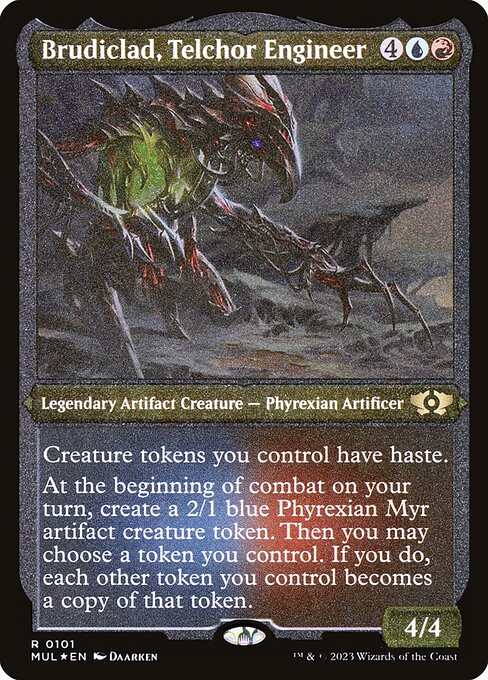 Brudiclad, Telchor Engineer 4
Legendary Artifact Creature — Phyrexian Artificer
Creature tokens you control have haste.
At the beginning of combat on your
turn, create a 2/1 blue Phyrexian Myr
artifact creature token. Then you may
choose a token you control. If you do,
each other token you control becomes
a copy of that token.
4/4
R 0101
MUL★EN DAARKEN
™ & © 2023 Wizards of the Coast